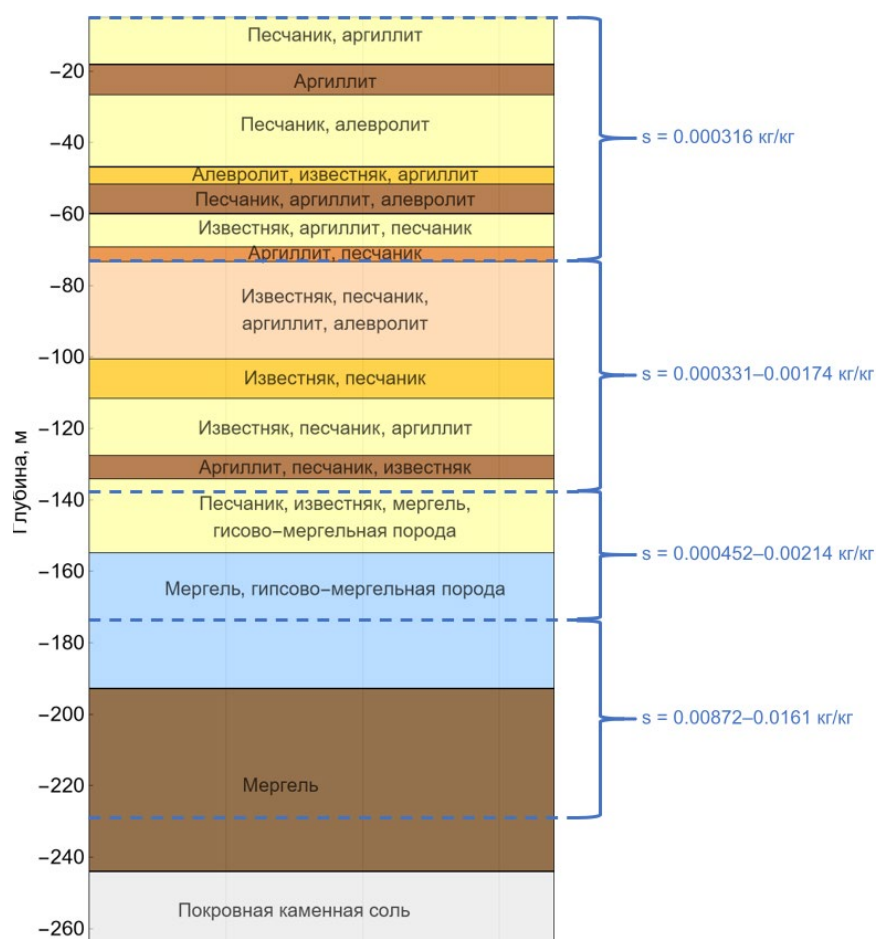 Глубина, м
−20
−40
−60
−80
−100
−120
−140
−160
−180
−200
−220
−240
−260
Песчаник, аргиллит
Аргиллит
Песчаник, алевролит
Алевролит, известняк, аргиллит
Песчаник, аргиллит, алевролит
Известняк, аргиллит, песчаник
Аргиллит, песчаник
Известняк, песчаник,
аргиллит, алевролит
Известняк, песчаник
Известняк, песчаник, аргиллит
Аргиллит, песчаник, известняк
Песчаник, известняк, мергель,
гисово−мергельная порода
Мергель, гипсово−мергельная порода
Мергель
Покровная каменная соль
s = 0.000316 кг/кг
s = 0.000331–0.00174 кг/кг
s = 0.000452–0.00214 кг/кг
s = 0.00872–0.0161 кг/кг